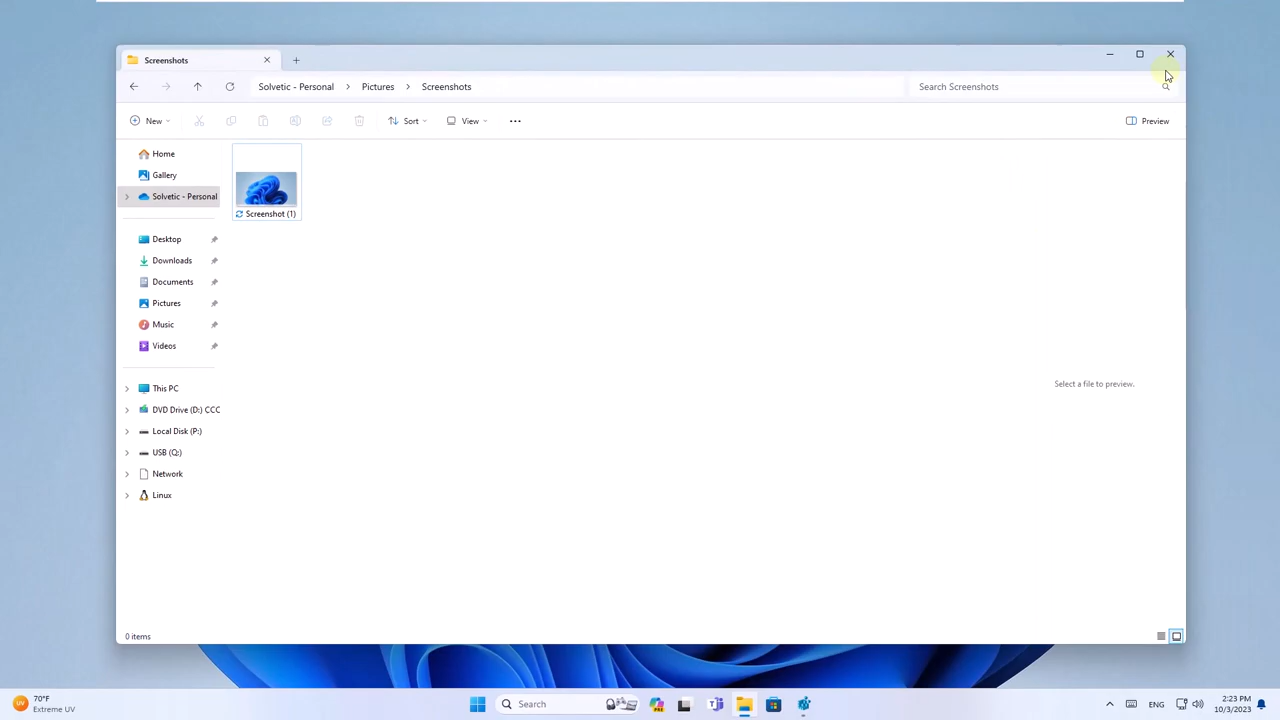 Screenshots
Solvetic - Personal
Pictures
Screenshots
Search Screenshots
New
Sort
View
Preview
Home
Gallery
Solvetic - Personal
Desktop
Downloads
Documents
Pictures
Music
Videos
This PC
DVD Drive (D:) CCC
Local Disk (P:)
USB (Q:)
Network
Linux
Screenshot (1)
Select a file to preview.
0 items
UV
70°F
Extreme UV
Search
PRE
ENG
2:23 PM
10/3/2023